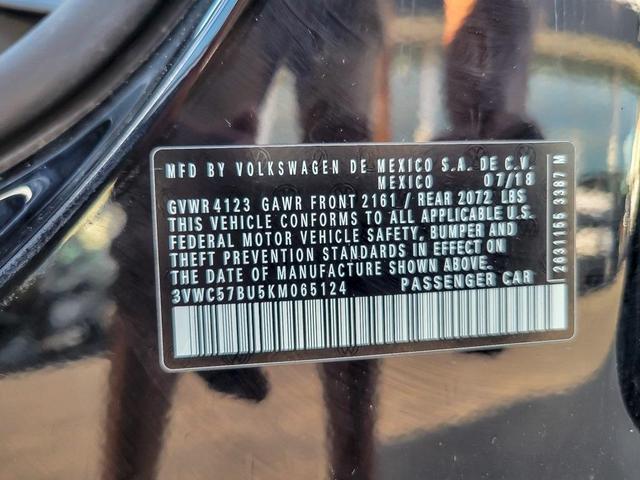 MFD BY VOLKSWAGEN DE MEXICO S.A. DE C.V.
MEXICO 07/18
GVWR 4123 GAWR FRONT 2161 / REAR 2072 LBS
THIS VEHICLE CONFORMS TO ALL APPLICABLE U.S.
FEDERAL MOTOR VEHICLE SAFETY, BUMPER AND
THEFT PREVENTION STANDARDS IN EFFECT ON
THE DATE OF MANUFACTURE SHOWN ABOVE.
3VWC57BU5KM065124 PASSENGER CAR
2631156 3387 M